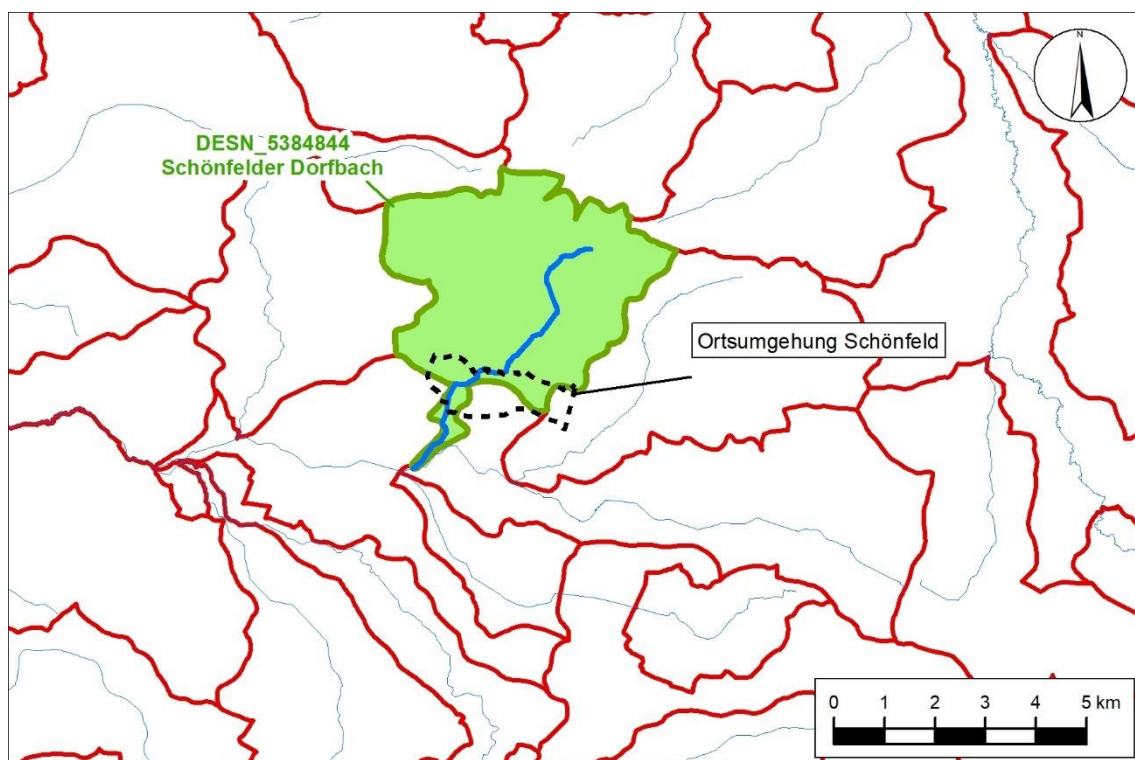 N
DESN_5384844
Schönfelder Dorfbach
Ortsumgehung Schönfeld
0 1 2 3 4 5 km